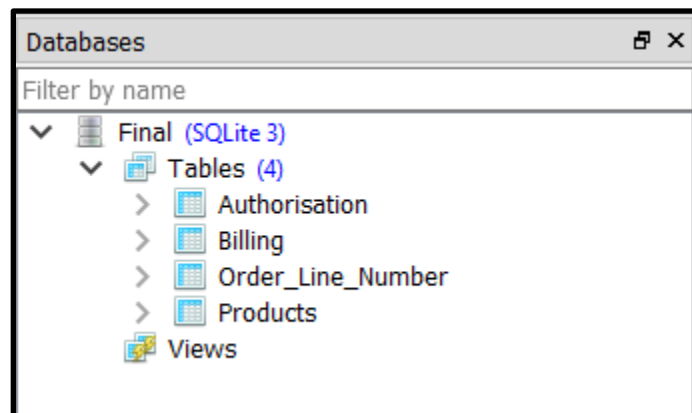 Databases
Filter by name
Final (SQLite 3)
Tables (4)
Authorisation
Billing
Order_Line_Number
Products
Views